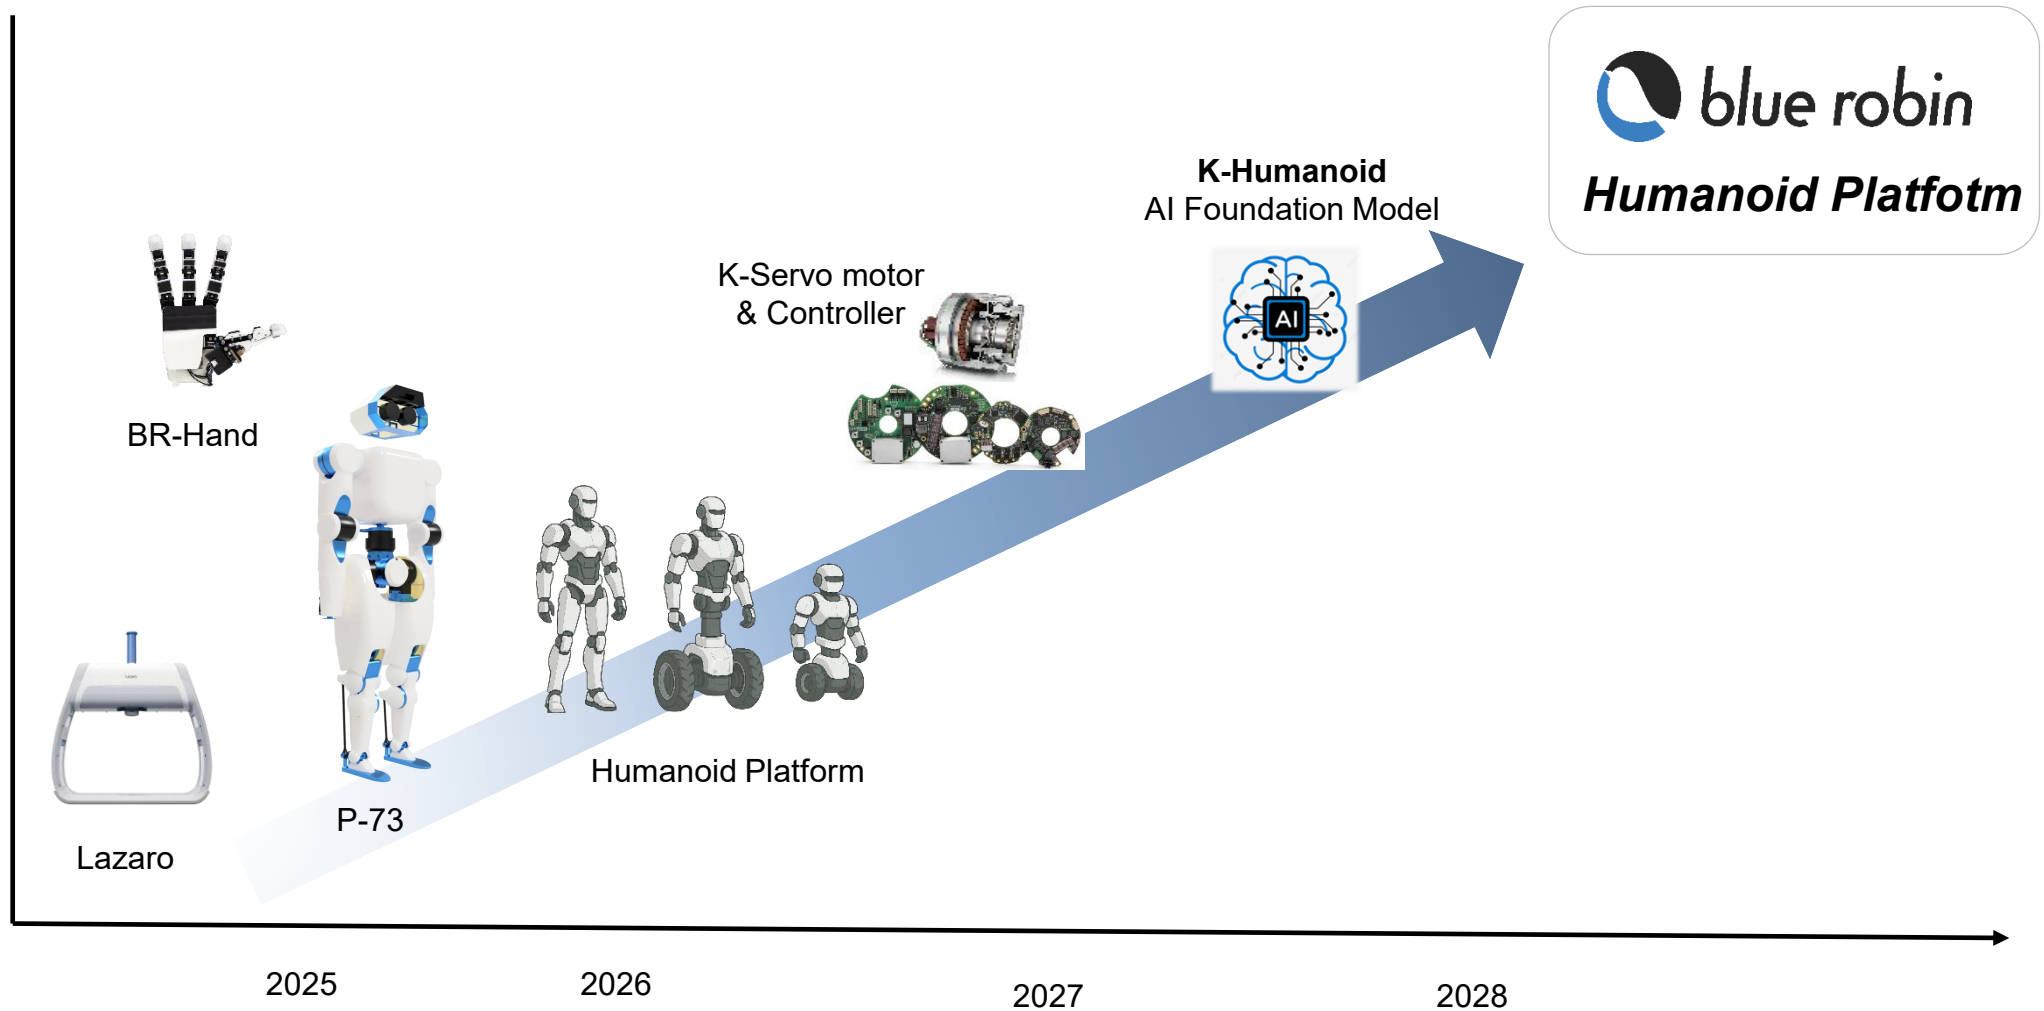 blue robin
Humanoid Platfotm
K-Humanoid
AI Foundation Model
AI
K-Servo motor
& Controller
BR-Hand
Humanoid Platform
P-73
Lazaro
2025
2026
2027
2028